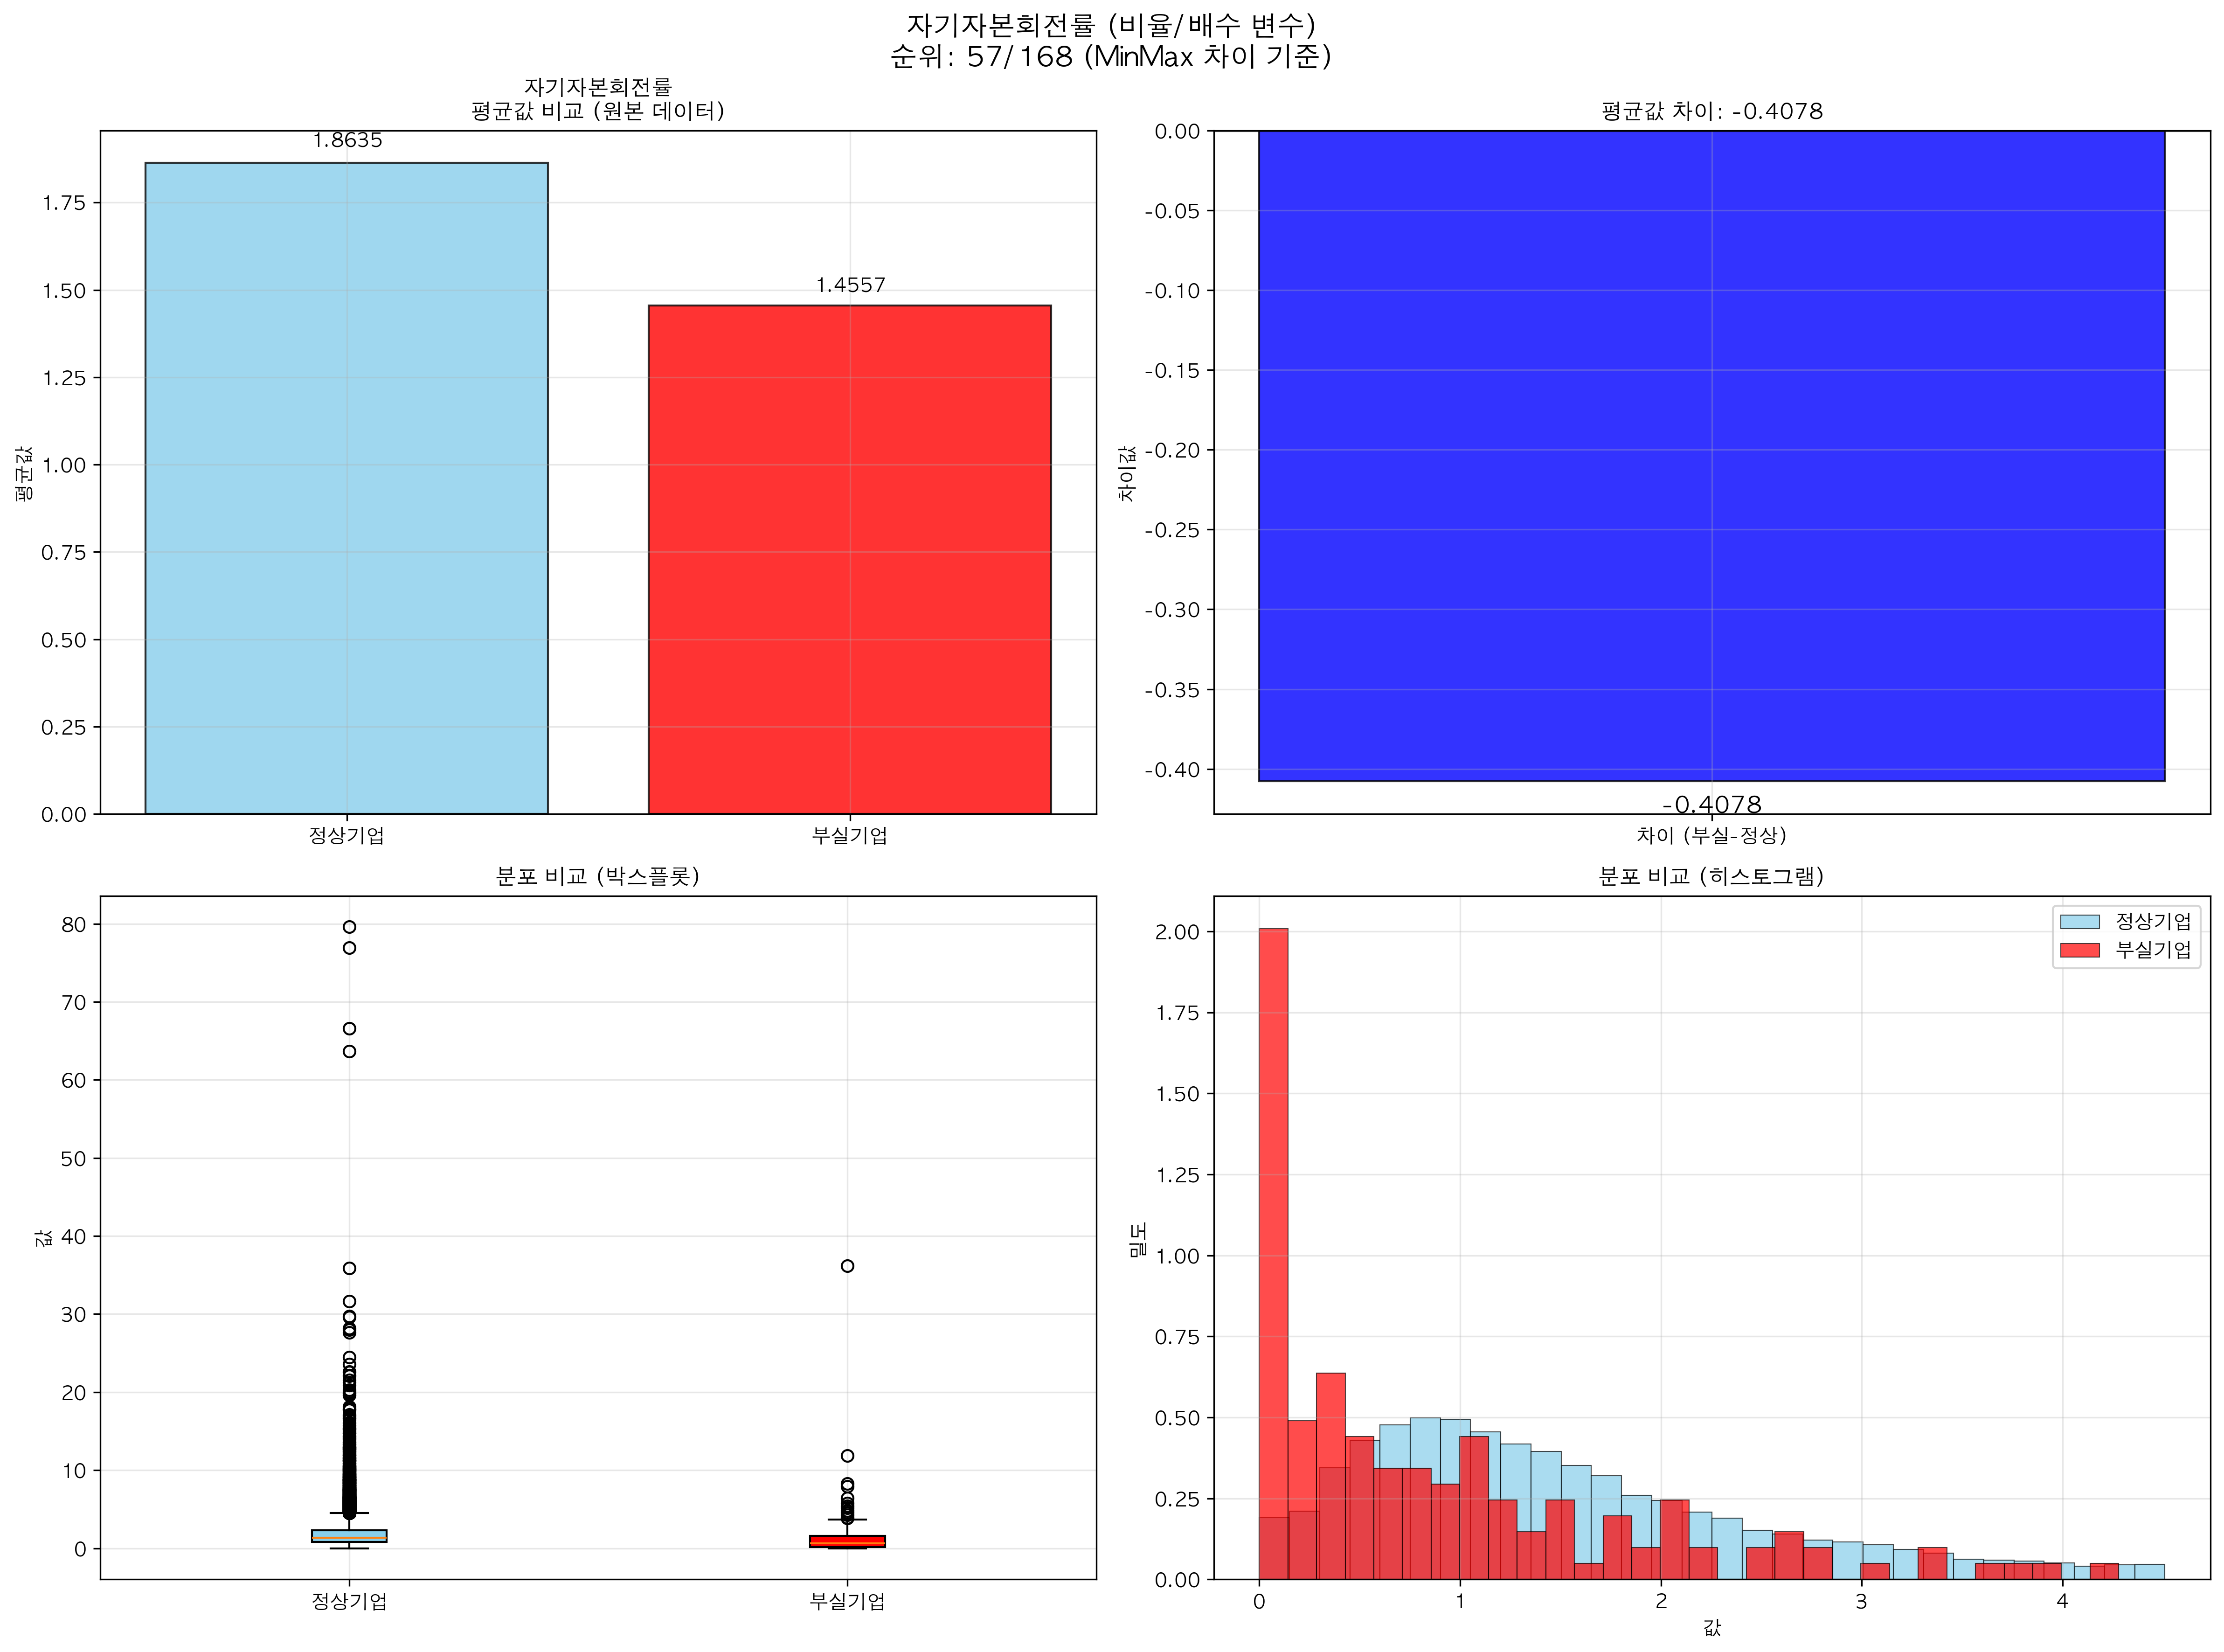 자기자본회전률 (비율/배수 변수)
순위: 57/168 (MinMax 차이 기준)
자기자본회전률
평균값 비교 (원본 데이터)
1.8635
1.4557
평균값
1.75
1.50
1.25
1.00
0.75
0.50
0.25
0.00
정상기업
부실기업
평균값 차이: -0.4078
차이값
0.00
-0.05
-0.10
-0.15
-0.20
-0.25
-0.30
-0.35
-0.40
-0.4078
차이 (부실-정상)
분포 비교 (박스플롯)
값
80
70
60
50
40
30
20
10
0
정상기업
부실기업
분포 비교 (히스토그램)
정상기업
부실기업
밀도
2.00
1.75
1.50
1.25
1.00
0.75
0.50
0.25
0.00
0
1
2
3
4
값